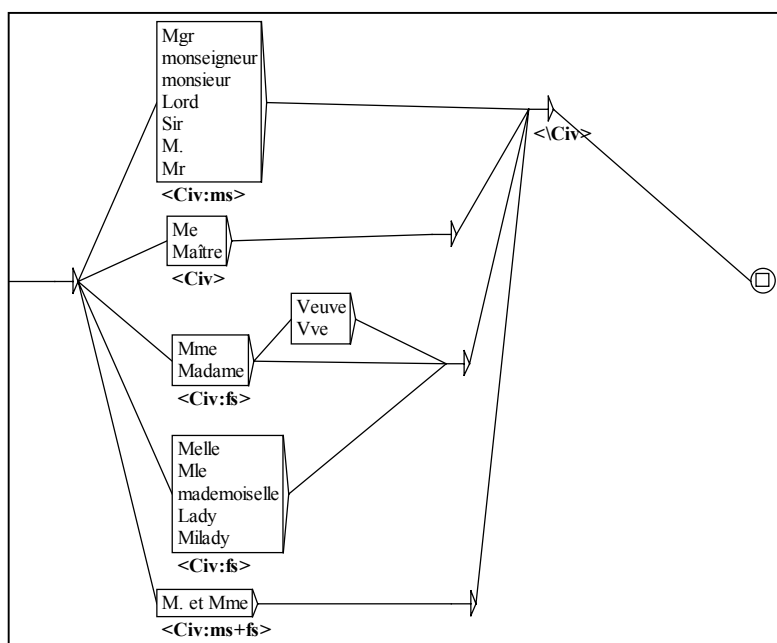 Mgr
monseigneur
monsieur
Lord
Sir
M.
Mr
<Civ:ms>
<\Civ>
Me
Maître
<Civ>
Veuve
Vve
Mme
Madame
<Civ:fs>
Melle
Mle
mademoiselle
Lady
Milady
<Civ:fs>
M. et Mme
<Civ:ms+fs>